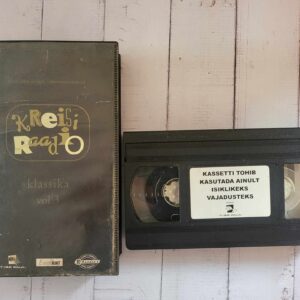 KREISI
RAADIO
klassika
vol 3
KASSETTI TOHIB
KASUTADA AINULT
ISIKLIKEKS
VAJADUSTEKS